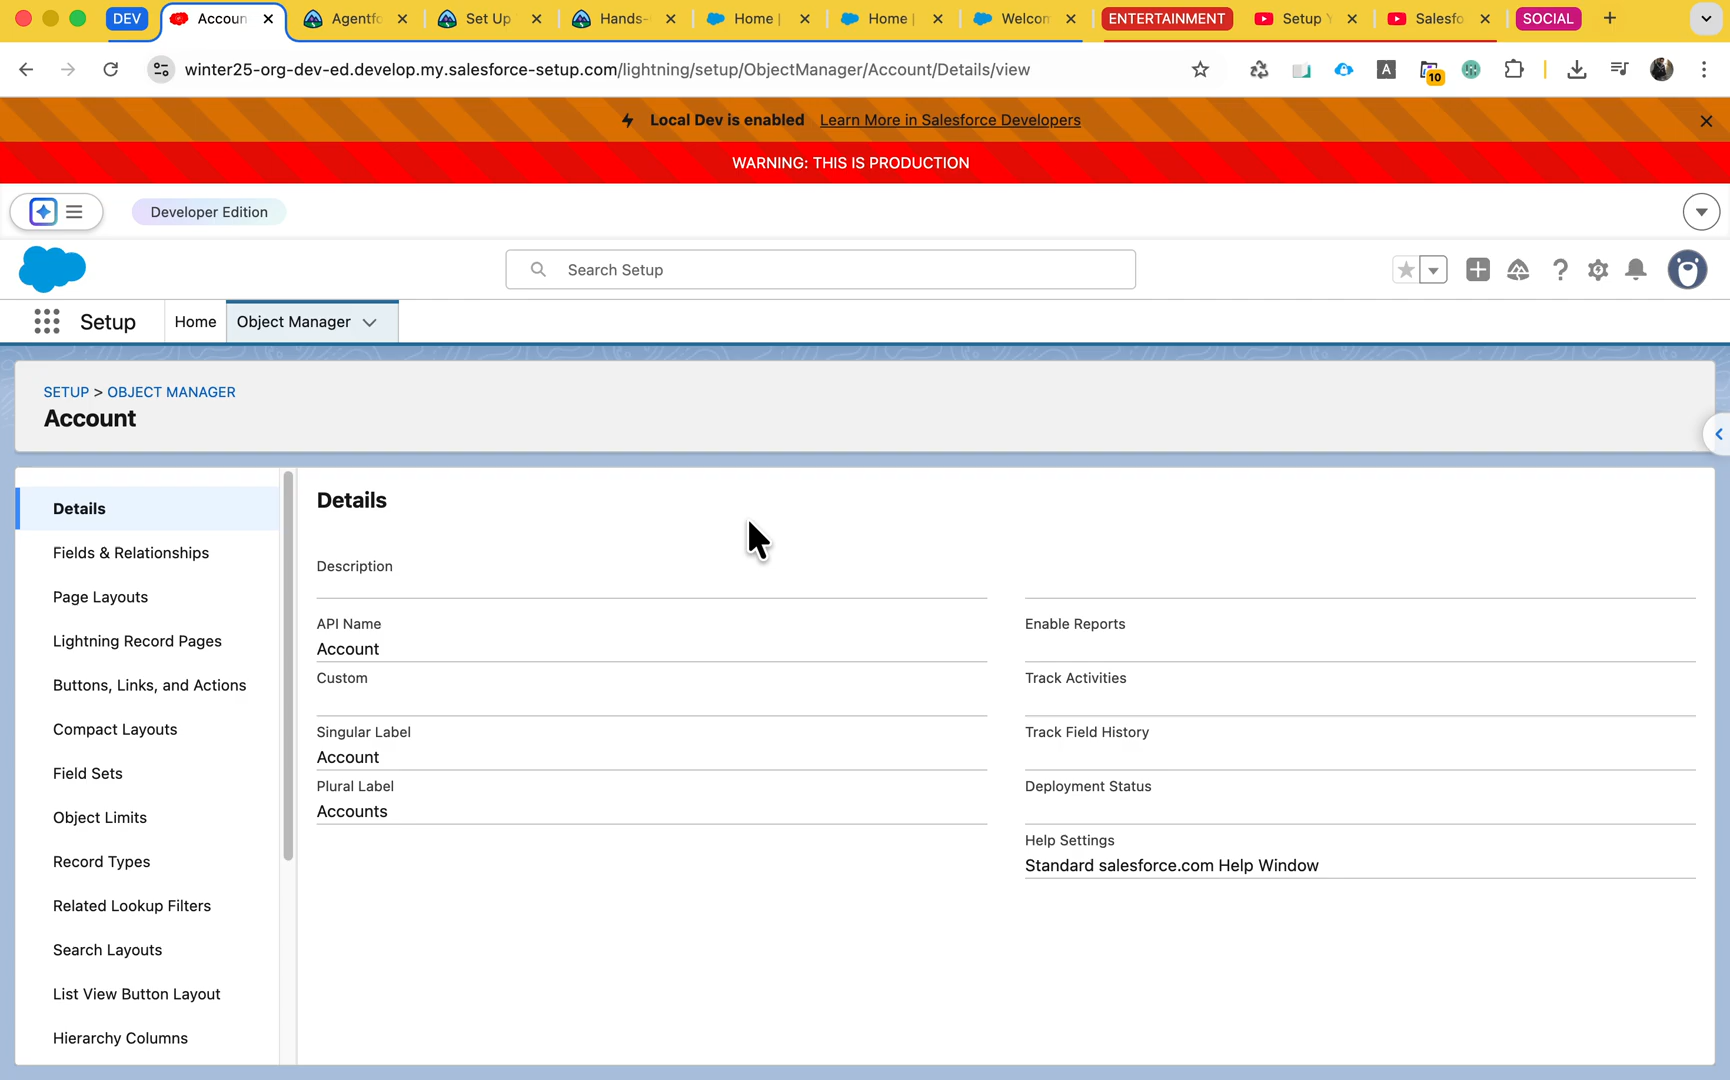 DEV
Accoun
Agentfo
Set Up
Hands-
Home |
Home |
Welcom
ENTERTAINMENT
Setup Y
Salesfo
SOCIAL
winter25-org-dev-ed.develop.my.salesforce-setup.com/lightning/setup/ObjectManager/Account/Details/view
A
10
Local Dev is enabled Learn More in Salesforce Developers
WARNING: THIS IS PRODUCTION
Developer Edition
Search Setup
Setup
Home
Object Manager
SETUP > OBJECT MANAGER
Account
Details
Fields & Relationships
Page Layouts
Lightning Record Pages
Buttons, Links, and Actions
Compact Layouts
Field Sets
Object Limits
Record Types
Related Lookup Filters
Search Layouts
List View Button Layout
Hierarchy Columns
Details
Description
API Name
Account
Custom
Singular Label
Account
Plural Label
Accounts
Enable Reports
Track Activities
Track Field History
Deployment Status
Help Settings
Standard salesforce.com Help Window